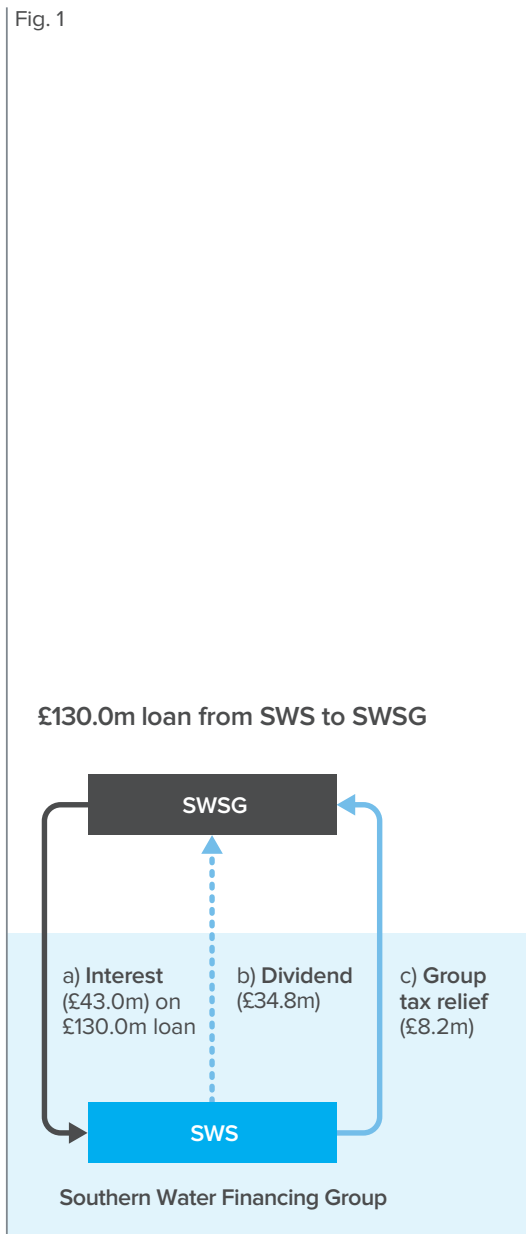 Fig. 1
£130.0m loan from SWS to SWSG
SWSG
a) Interest
(£43.0m) on
£130.0m loan
b) Dividend
(£34.8m)
c) Group
tax relief
(£8.2m)
SWS
Southern Water Financing Group